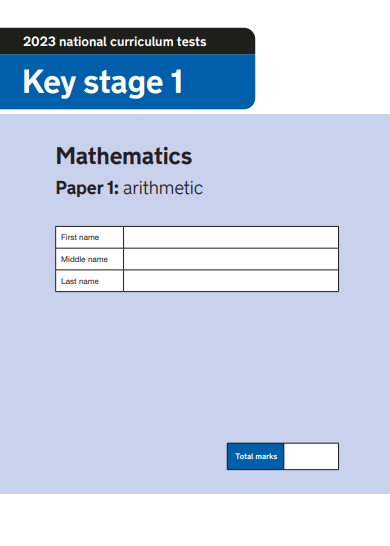 2023 national curriculum tests
Key stage 1
Mathematics
Paper 1: arithmetic
First name
Middle name
Last name
Total marks